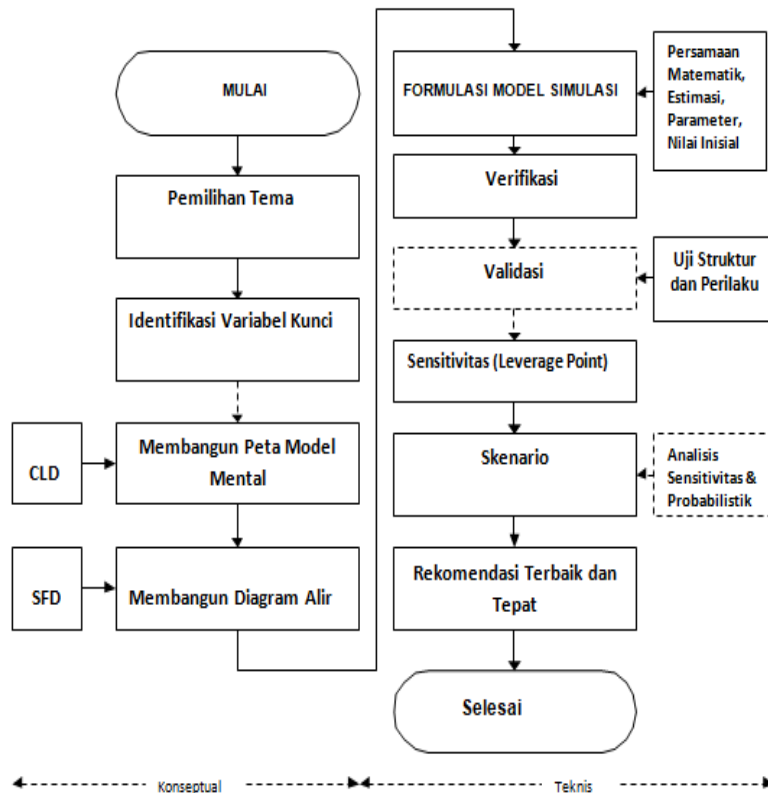 MULAI
Pemilihan Tema
Identifikasi Variabel Kunci
CLD
Membangun Peta Model
Mental
SFD
Membangun Diagram Alir
FORMULASI MODEL SIMULASI
Persamaan
Matematik,
Estimasi,
Parameter,
Nilai Inisial
Verifikasi
Validasi
Uji Struktur
dan Perilaku
Sensitivitas (Leverage Point)
Skenario
Analisis
Sensitivitas &
Probabilistik
Rekomendasi Terbaik dan
Tepat
Selesai
Konseptual
Teknis